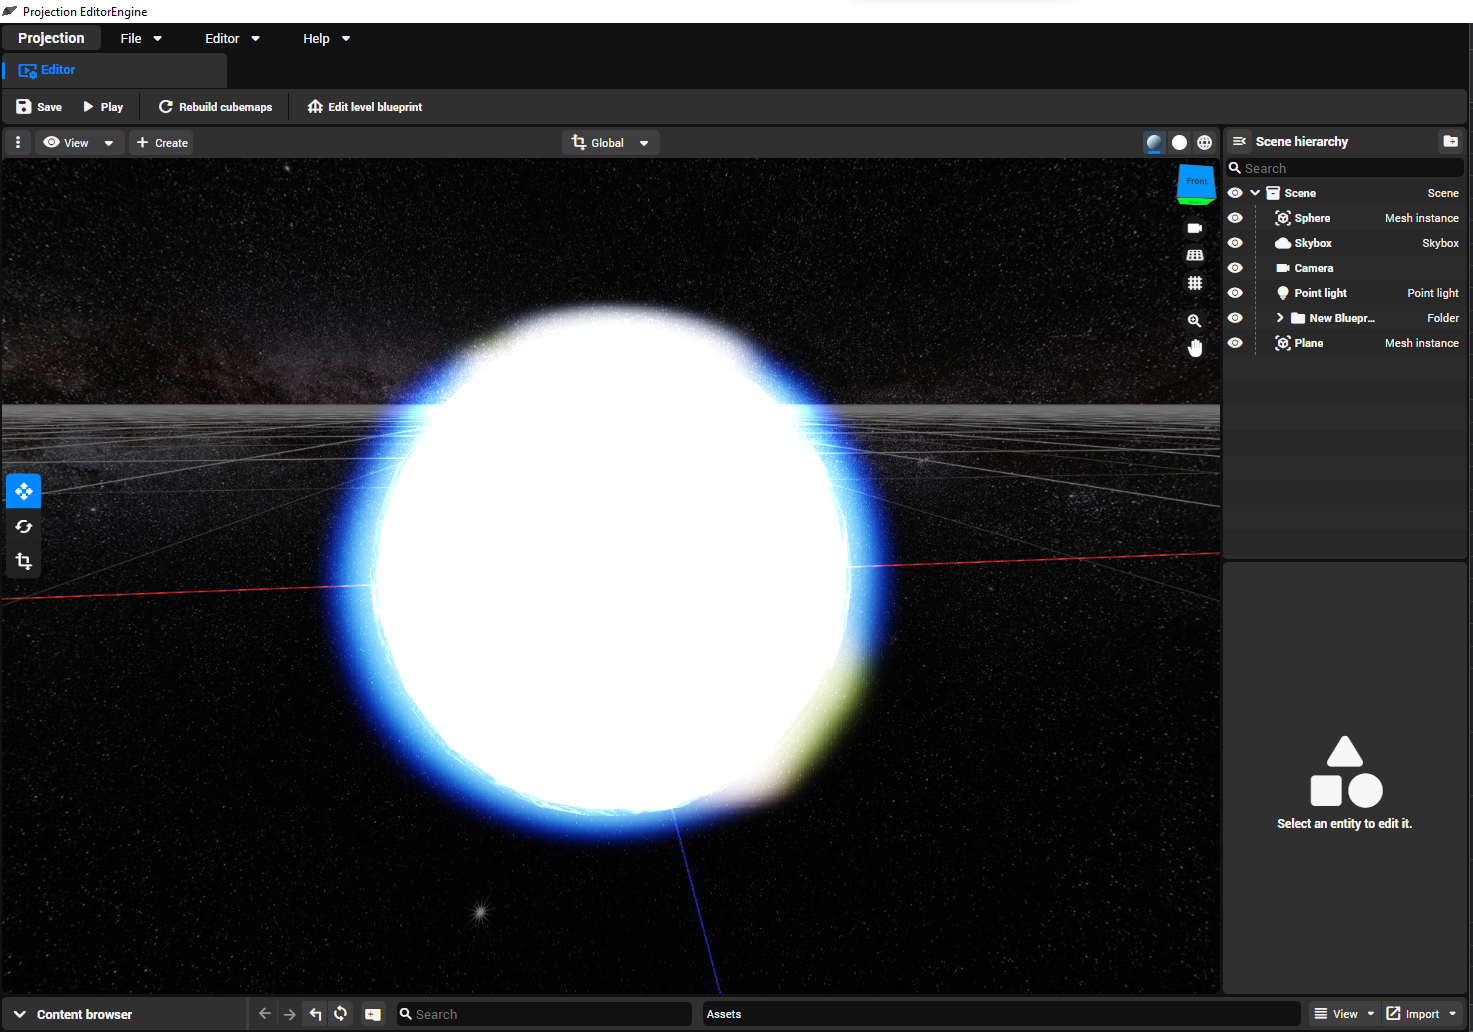 Projection EditorEngine
Projection File Editor Help
Editor
Save Play Rebuild cubemaps Edit level blueprint
View Create Global Scene hierarchy
Front
Search
Scene Scene
Sphere Mesh instance
Skybox Skybox
Camera
Point light Point light
New Bluepr... Folder
Plane Mesh instance
Select an entity to edit it.
Content browser Search Assets View Import